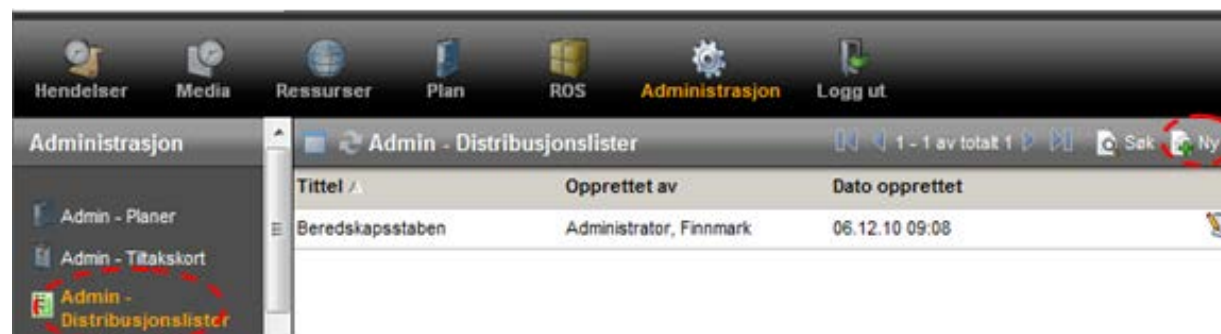 Hendelser Media Ressurser Plan ROS Administrasjon Logg ut
Administrasjon
Admin - Distribusjonslister 1 - 1 av totalt 1 Søk Ny
Tittel Opprettet av Dato opprettet
Beredskapsstaben Administrator, Finnmark 06.12.10 09:08
Admin - Planer
Admin - Tiltakskort
Admin -
Distribusjonslister